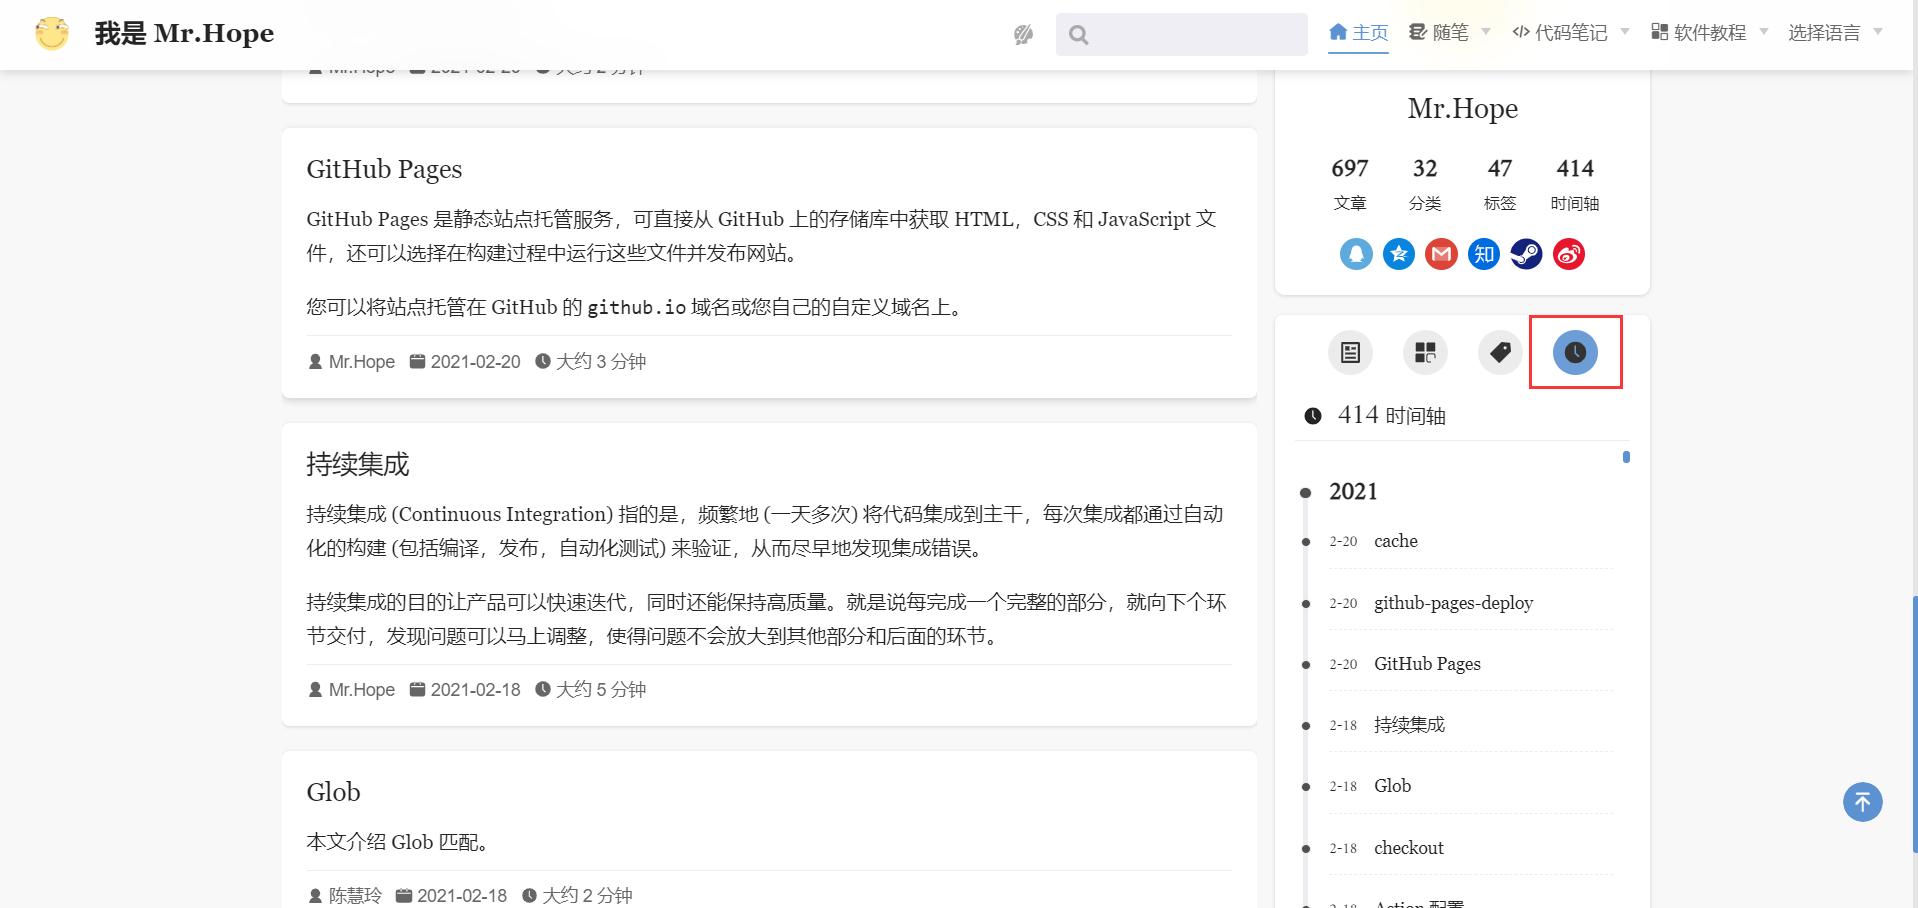 我是 Mr.Hope
主页
随笔
代码笔记
软件教程
选择语言
Mr.Hope 2021-02-20 大约 2 分钟
GitHub Pages
GitHub Pages 是静态站点托管服务，可直接从 GitHub 上的存储库中获取 HTML，CSS 和 JavaScript 文
件，还可以选择在构建过程中运行这些文件并发布网站。
您可以将站点托管在 GitHub 的 github.io 域名或您自己的自定义域名上。
Mr.Hope 2021-02-20 大约 3 分钟
持续集成
持续集成 (Continuous Integration) 指的是，频繁地 (一天多次) 将代码集成到主干，每次集成都通过自动
化的构建 (包括编译，发布，自动化测试) 来验证，从而尽早地发现集成错误。
持续集成的目的让产品可以快速迭代，同时还能保持高质量。就是说每完成一个完整的部分，就向下个环
节交付，发现问题可以马上调整，使得问题不会放大到其他部分和后面的环节。
Mr.Hope 2021-02-18 大约 5 分钟
Glob
本文介绍 Glob 匹配。
陈慧玲 2021-02-18 大约 2 分钟
Mr.Hope
697 32 47 414
文章 分类 标签 时间轴
知
414 时间轴
2021
2-20 cache
2-20 github-pages-deploy
2-20 GitHub Pages
2-18 持续集成
2-18 Glob
2-18 checkout
2-18 Action 配置